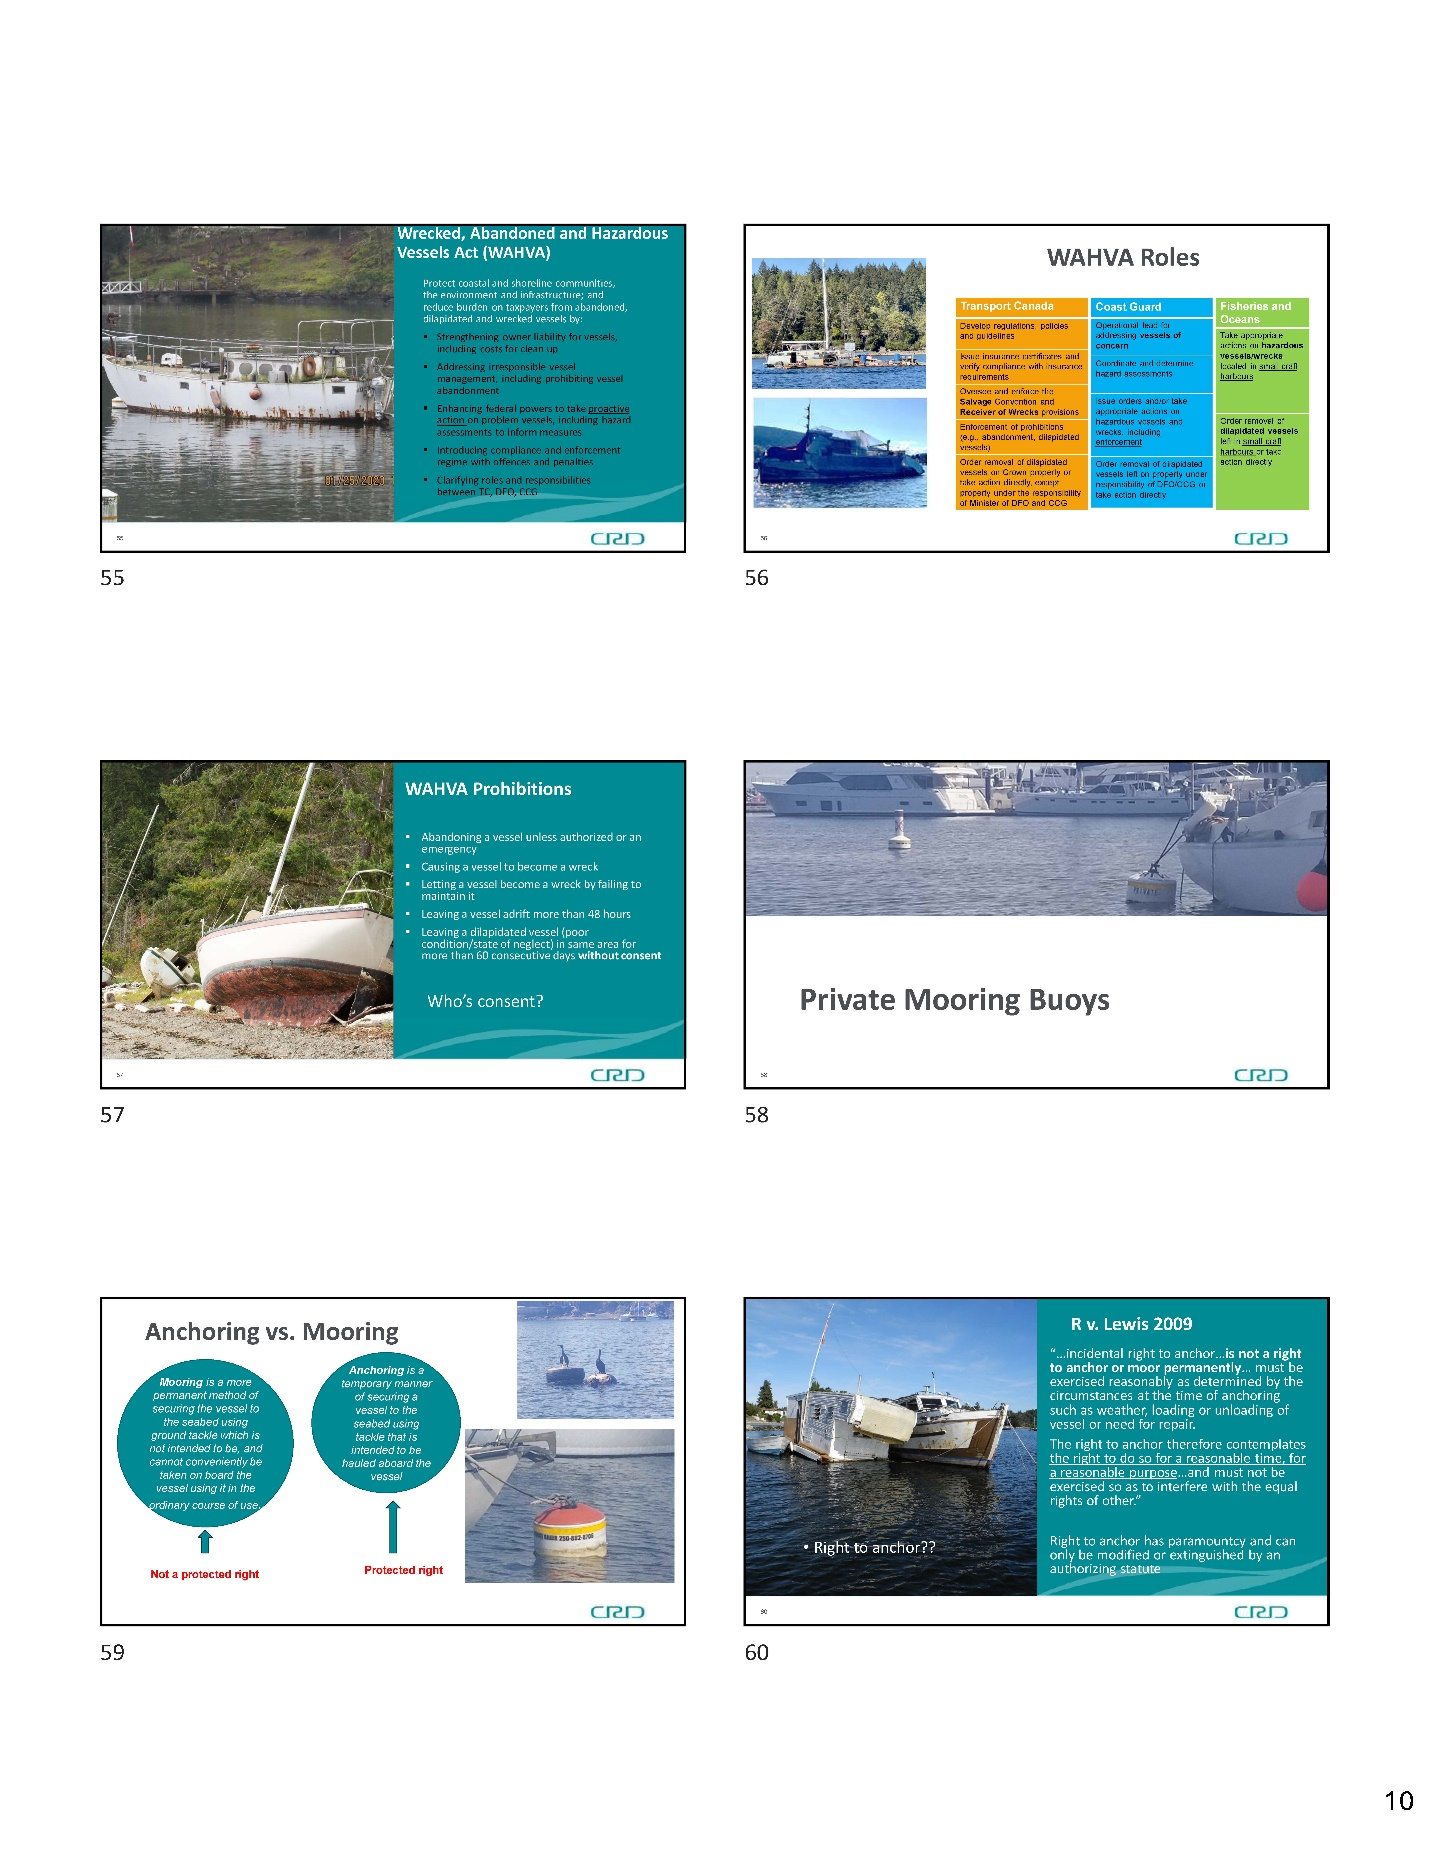 Wrecked, Abandoned and Hazardous
Vessels Act (WAHVA)
Protect coastal and shoreline communities,
the environment and infrastructure; and
reduce burden on taxpayers from abandoned,
dilapidated and wrecked vessels by:
▪ Strengthening owner liability for vessels,
including costs for clean up
▪ Addressing irresponsible vessel
management, including prohibiting vessel
abandonment
▪ Enhancing federal powers to take proactive
action on problem vessels, including hazard
assessments to inform measures
▪ Introducing compliance and enforcement
regime with offences and penalties
▪ Clarifying roles and responsibilities
between TC, DFO, CCG
01/25/2020
55
CRD
55
WAHVA Roles
Transport Canada
Develop regulations, policies
and guidelines
Issue insurance certificates and
verify compliance with insurance
requirements
Oversee and enforce the
Salvage Convention and
Receiver of Wrecks provisions
Enforcement of prohibitions
(e.g., abandonment, dilapidated
vessels)
Order removal of dilapidated
vessels on Crown property or
take action directly, except
property under the responsibility
of Minister of DFO and CCG
Coast Guard
Operational lead for
addressing vessels of
concern
Coordinate and determine
hazard assessments
Issue orders and/or take
appropriate actions on
hazardous vessels and
wrecks, including
enforcement
Order removal of dilapidated
vessels left on property under
responsibility of DFO/CCG or
take action directly
Fisheries and
Oceans
Take appropriate
actions on hazardous
vessels/wrecks
located in small craft
harbours
Order removal of
dilapidated vessels
left in small craft
harbours or take
action directly
56
CRD
56
WAHVA Prohibitions
▪ Abandoning a vessel unless authorized or an
emergency
▪ Causing a vessel to become a wreck
▪ Letting a vessel become a wreck by failing to
maintain it
▪ Leaving a vessel adrift more than 48 hours
▪ Leaving a dilapidated vessel (poor
condition/state of neglect) in same area for
more than 60 consecutive days without consent
Who's consent?
57
CRD
57
Private Mooring Buoys
58
CRD
58
Anchoring vs. Mooring
Mooring is a more
permanent method of
securing the vessel to
the seabed using
ground tackle which is
not intended to be, and
cannot conveniently be
taken on board the
vessel using it in the
ordinary course of use.
Not a protected right
Anchoring is a
temporary manner
of securing a
vessel to the
seabed using
tackle that is
intended to be
hauled aboard the
vessel
Protected right
CRD
59
R v. Lewis 2009
"…incidental right to anchor…is not a right
to anchor or moor permanently… must be
exercised reasonably as determined by the
circumstances at the time of anchoring
such as weather, loading or unloading of
vessel or need for repair.
The right to anchor therefore contemplates
the right to do so for a reasonable time, for
a reasonable purpose…and must not be
exercised so as to interfere with the equal
rights of other."
Right to anchor has paramountcy and can
only be modified or extinguished by an
authorizing statute
• Right to anchor??
60
CRD
60
10